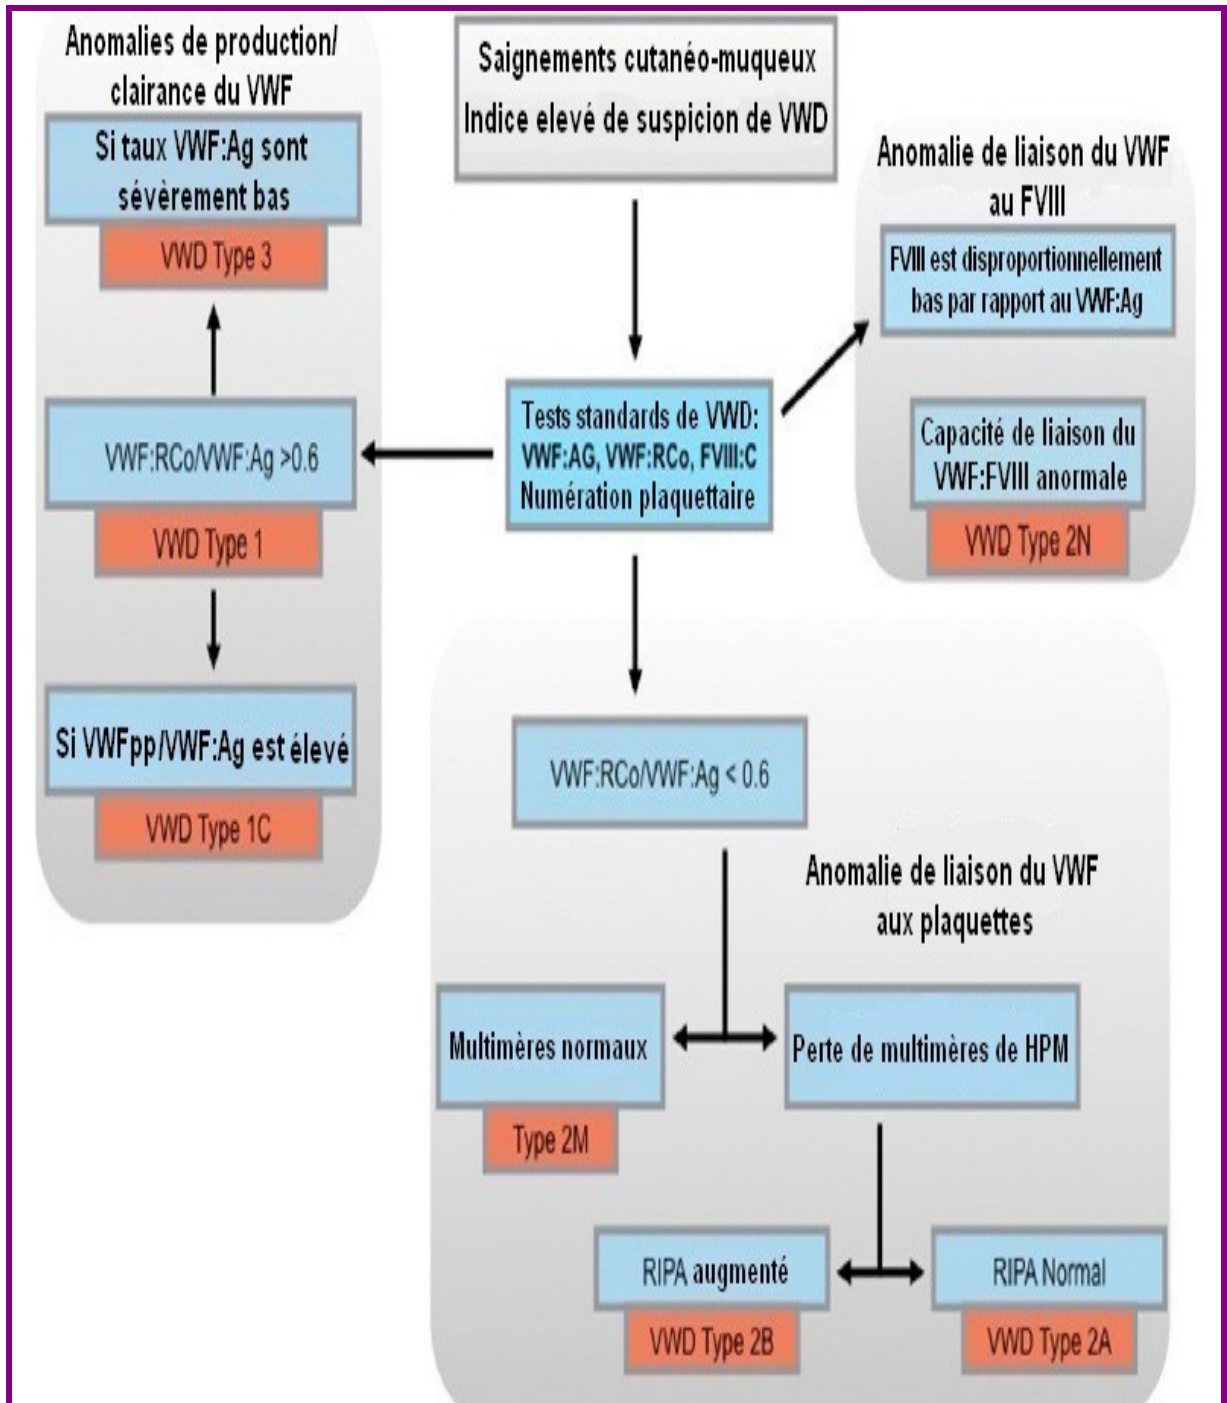 Anomalies de production/
clairance du VWF
Si taux VWF:Ag sont
sévèrement bas
VWD Type 3
VWF:RCo/VWF:Ag >0.6
VWD Type 1
Si VWFpp/VWF:Ag est élevé
VWD Type 1C
Saignements cutanéo-muqueux
Indice elevé de suspicion de VWD
Tests standards de VWD:
VWF:AG, VWF:RCo, FVIII:C
Numération plaquettaire
Anomalie de liaison du VWF
au FVIII
FVIII est disproportionnellement
bas par rapport au VWF:Ag
Capacité de liaison du
VWF:FVIII anormale
VWD Type 2N
VWF:RCo/VWF:Ag < 0.6
Anomalie de liaison du VWF
aux plaquettes
Multimères normaux
Type 2M
Perte de multimères de HPM
RIPA augmenté
VWD Type 2B
RIPA Normal
VWD Type 2A